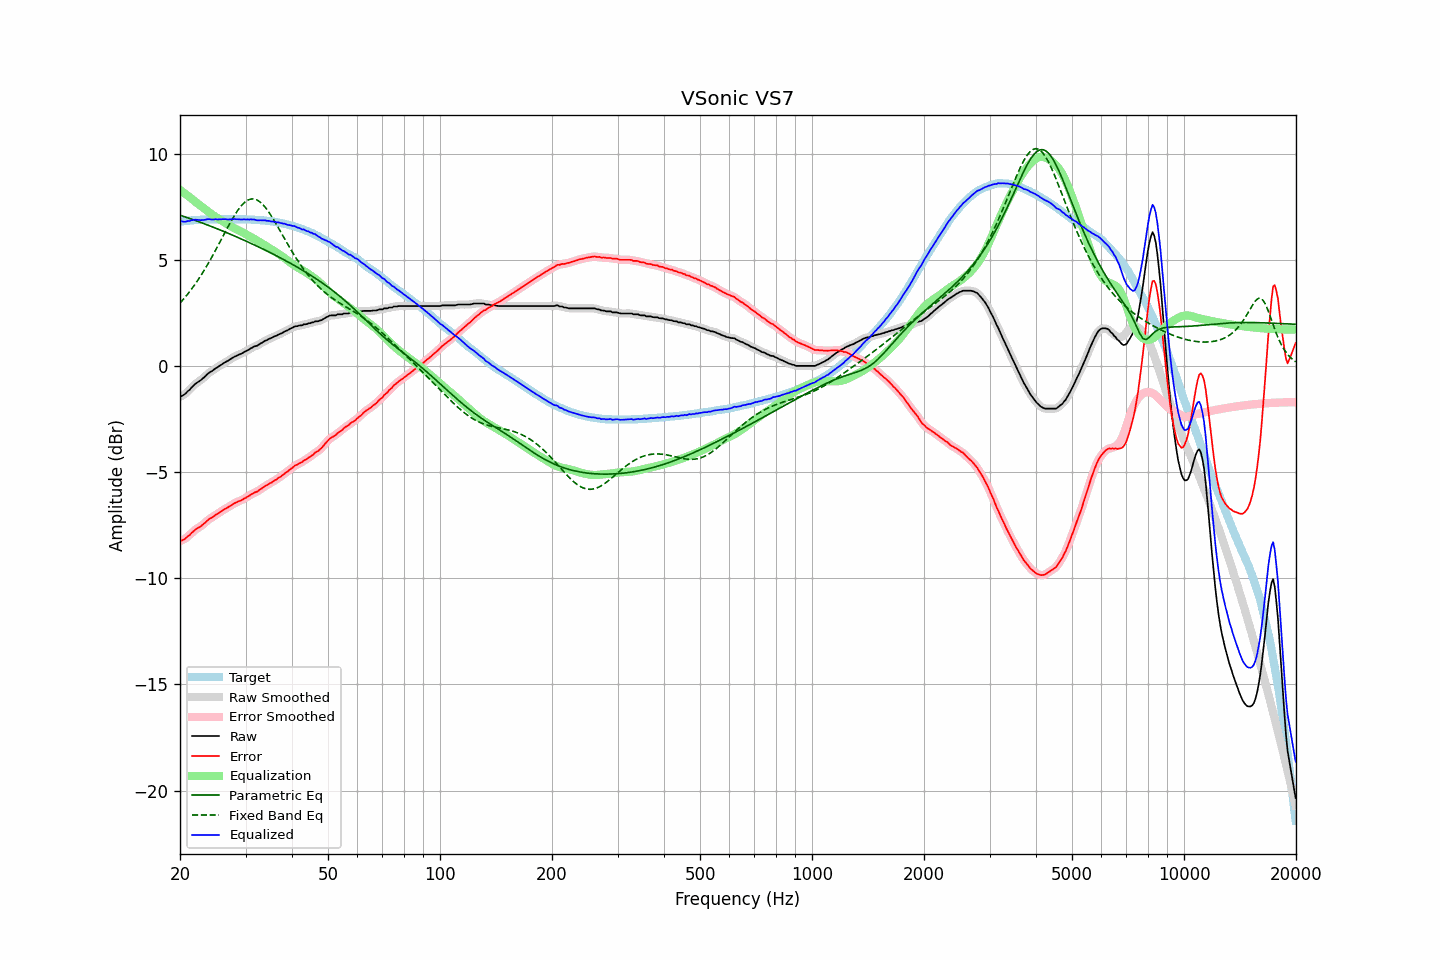 VSonic VS7
Amplitude (dBr)
10
5
0
−5
−10
−15
−20
Target
Raw Smoothed
Error Smoothed
Raw
Error
Equalization
Parametric Eq
Fixed Band Eq
Equalized
20 50 100 200 500 1000 2000 5000 10000 20000
Frequency (Hz)